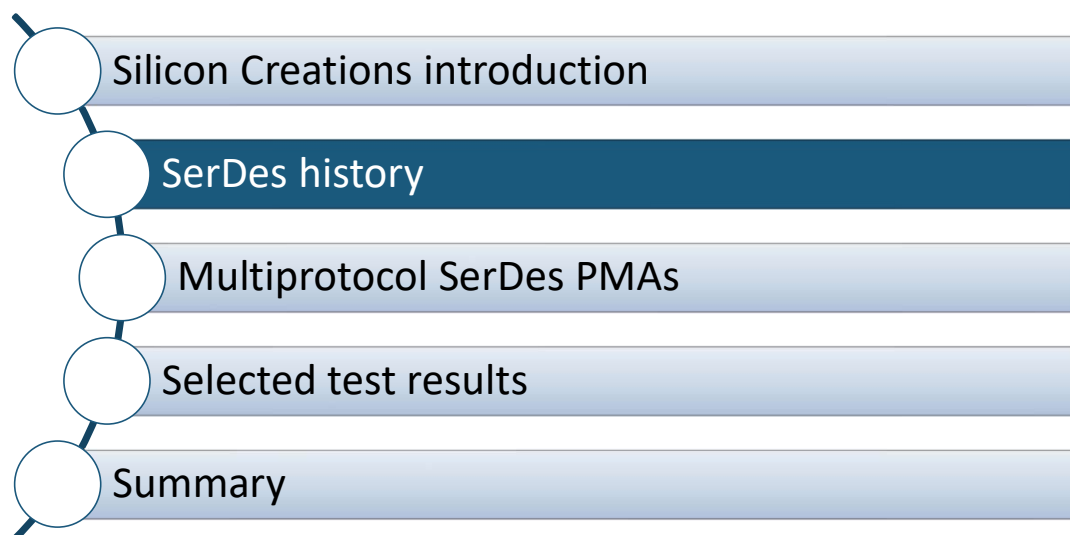 Silicon Creations introduction
SerDes history
Multiprotocol SerDes PMAs
Selected test results
Summary